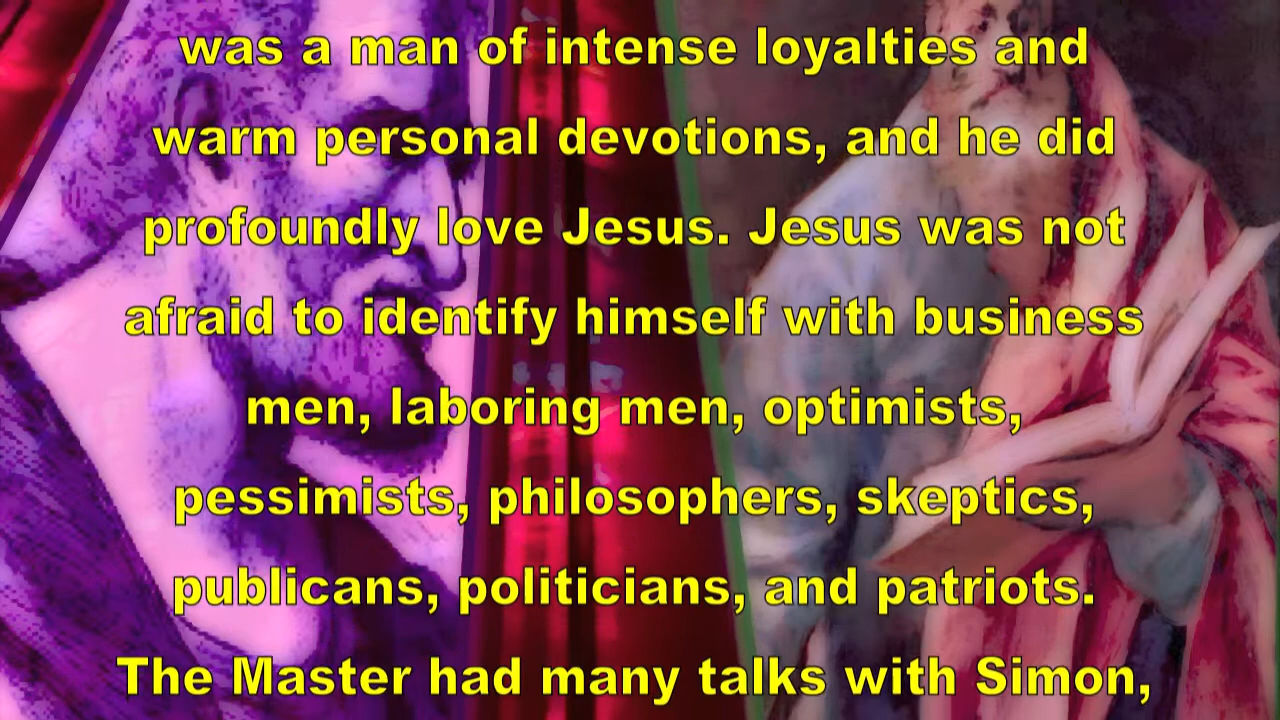 was a man of intense loyalties and
warm personal devotions, and he did
profoundly love Jesus. Jesus was not
afraid to identify himself with business
men, laboring men, optimists,
pessimists, philosophers, skeptics,
publicans, politicians, and patriots.
The Master had many talks with Simon,